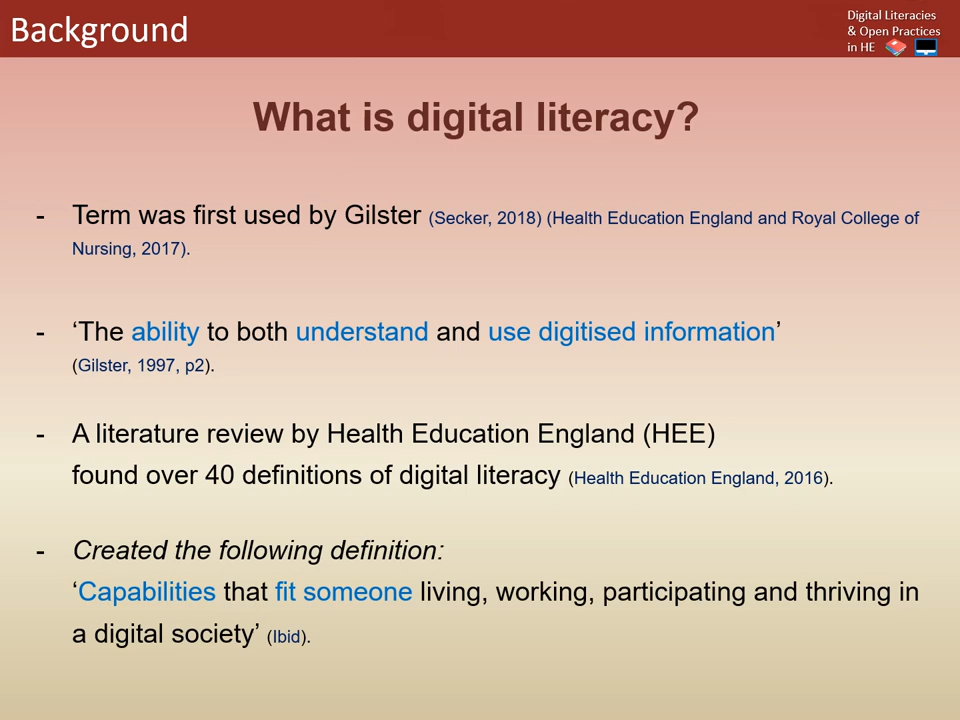 Background
Digital Literacies
& Open Practices
in HE
What is digital literacy?
- Term was first used by Gilster (Secker, 2018) (Health Education England and Royal College of
Nursing, 2017).
- ‘The ability to both understand and use digitised information’
(Gilster, 1997, p2).
- A literature review by Health Education England (HEE)
found over 40 definitions of digital literacy (Health Education England, 2016).
- Created the following definition:
‘Capabilities that fit someone living, working, participating and thriving in
a digital society’ (Ibid).